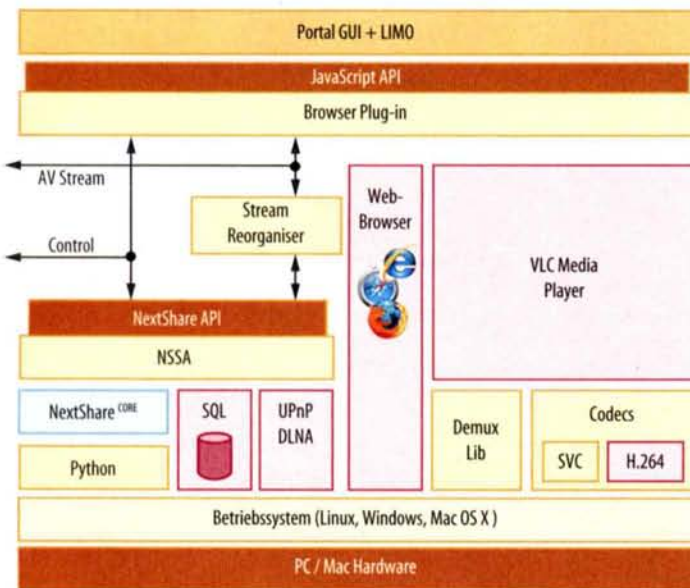 Portal GUI + LIMO
JavaScript API
Browser Plug-in
AV Stream
Stream
Reorganiser
Control
Web-
Browser
VLC Media
Player
NextShare API
NSSA
NextShare CORE
SQL
UPnP
DLNA
Python
Demux
Lib
Codecs
SVC
H.264
Betriebssystem (Linux, Windows, Mac OS X )
PC / Mac Hardware